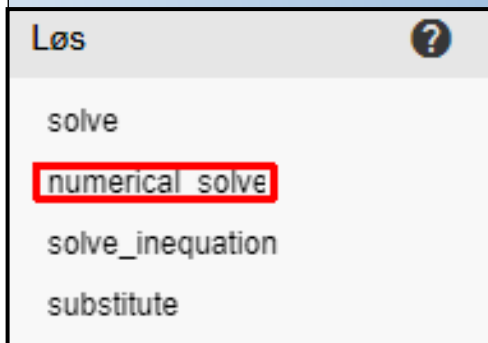 Løs ?
solve
numerical_solve
solve_inequation
substitute